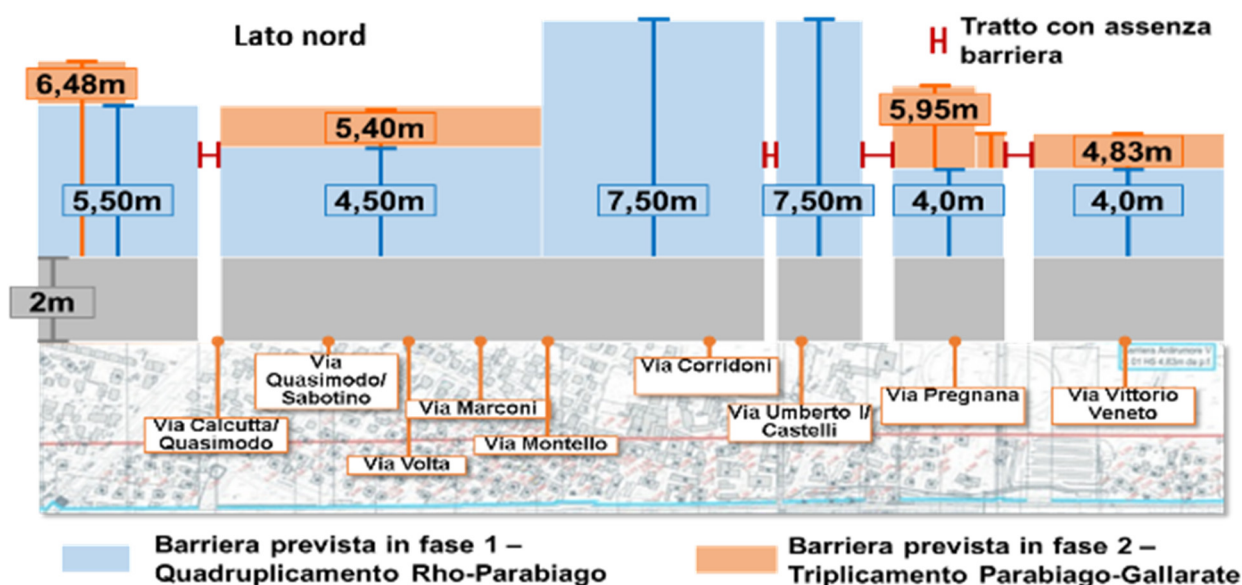 Lato nord
Tratto con assenza
barriera
6,48m
5,40m
5,95m
4,83m
5,50m
4,50m
7,50m
7,50m
4,0m
4,0m
2m
Via
Quasimodo/
Sabotino
Via Corridoni
Barriera Antirumore V
Via Calcutta/
Quasimodo
Via Marconi
Via Volta
Via Montello
Via Umberto I/
Castelli
Via Pregnana
Via Vittorio
Veneto
Barriera prevista in fase 1 –
Quadruplicamento Rho-Parabiago
Barriera prevista in fase 2 –
Triplicamento Parabiago-Gallarate